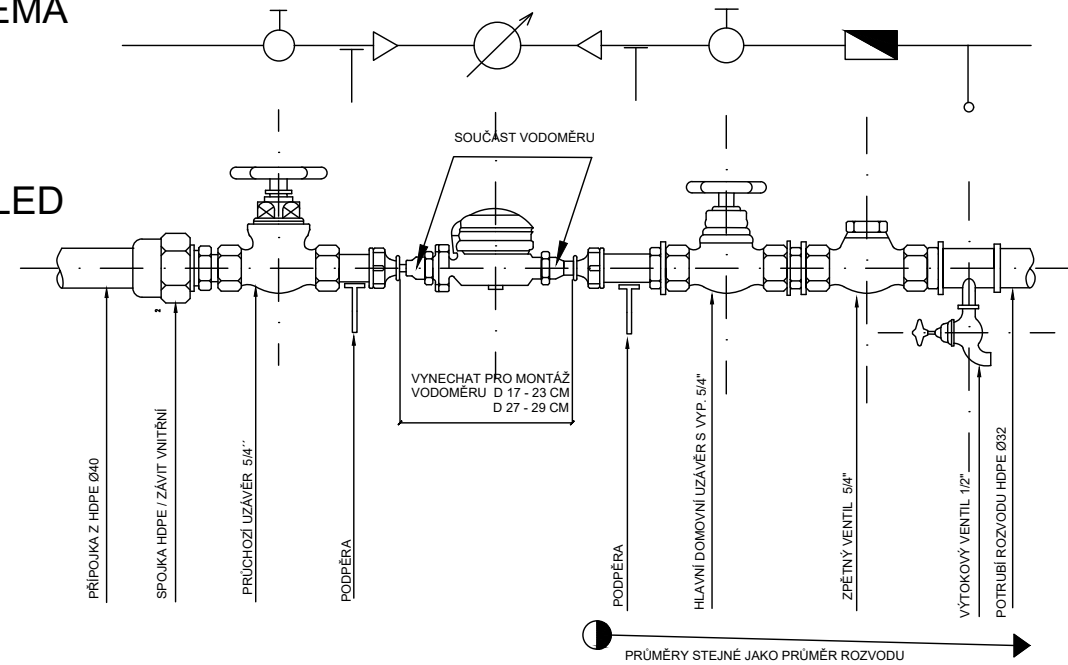 EMA
SOUČÁST VODOMĚRU
LED
VYNECHAT PRO MONTÁŽ
VODOMĚRU D 17 - 23 CM
D 27 - 29 CM
PŘÍPOJKA Z HDPE Ø40
SPOJKA HDPE / ZÁVIT VNITŘNÍ
PRŮCHOZÍ UZÁVĚR 5/4´´
PODPĚRA
PODPĚRA
HLAVNÍ DOMOVNÍ UZÁVĚR S VYP. 5/4"
ZPĚTNÝ VENTIL 5/4"
VÝTOKOVÝ VENTIL 1/2"
POTRUBÍ ROZVODU HDPE Ø32
PRŮMĚRY STEJNÉ JAKO PRŮMĚR ROZVODU